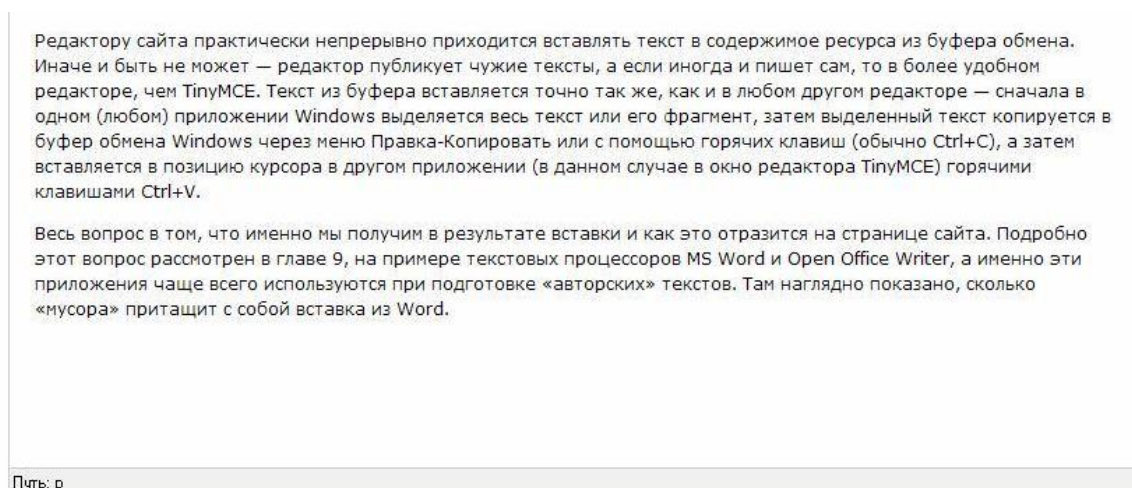 Редактору сайта практически непрерывно приходится вставлять текст в содержимое ресурса из буфера обмена.
Иначе и быть не может — редактор публикует чужие тексты, а если иногда и пишет сам, то в более удобном
редакторе, чем TinyMCE. Текст из буфера вставляется точно так же, как и в любом другом редакторе — сначала в
одном (любом) приложении Windows выделяется весь текст или его фрагмент, затем выделенный текст копируется в
буфер обмена Windows через меню Правка-Копировать или с помощью горячих клавиш (обычно Ctrl+C), а затем
вставляется в позицию курсора в другом приложении (в данном случае в окно редактора TinyMCE) горячими
клавишами Ctrl+V.
Весь вопрос в том, что именно мы получим в результате вставки и как это отразится на странице сайта. Подробно
этот вопрос рассмотрен в главе 9, на примере текстовых процессоров MS Word и Open Office Writer, а именно эти
приложения чаще всего используются при подготовке «авторских» текстов. Там наглядно показано, сколько
«мусора» притащит с собой вставка из Word.
Путь: p